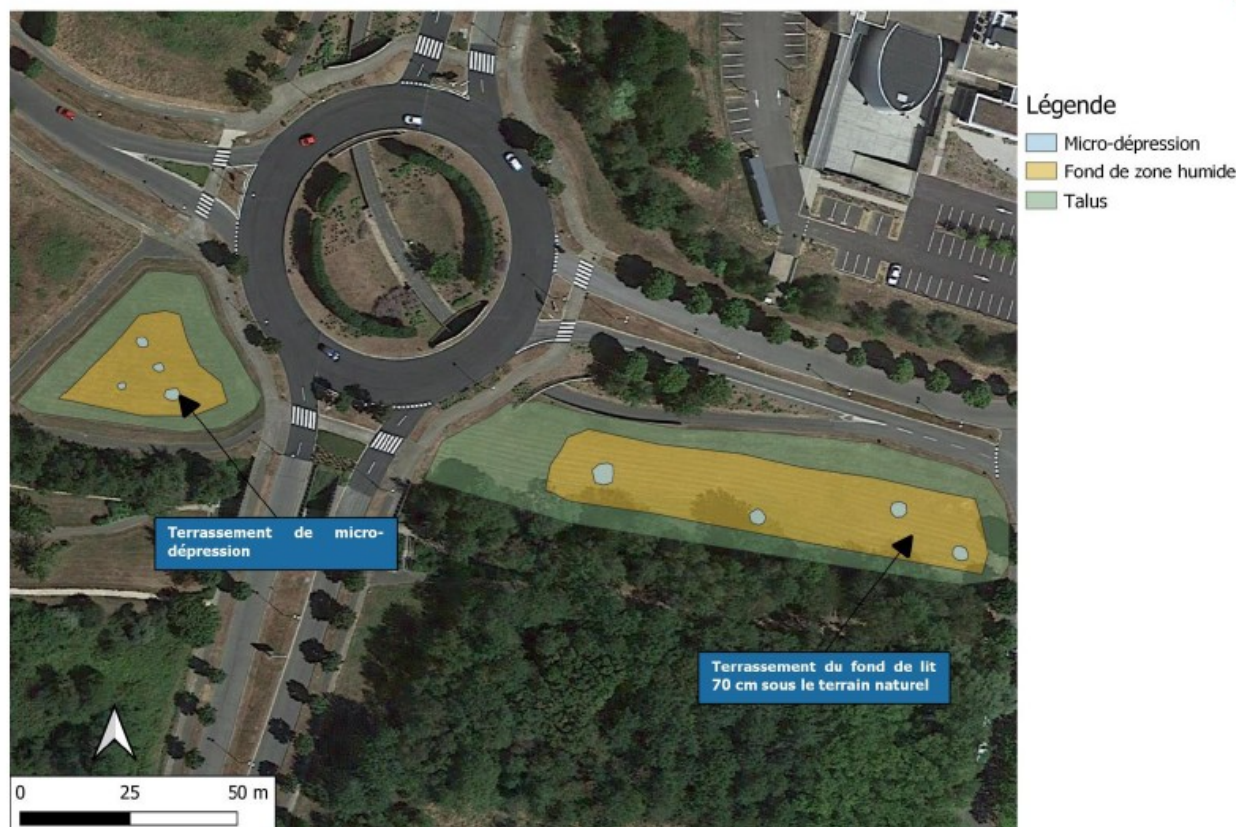 Légende
Micro-dépression
Fond de zone humide
Talus
Terrassement de micro-
dépression
Terrassement du fond de lit
70 cm sous le terrain naturel
0 25 50 m